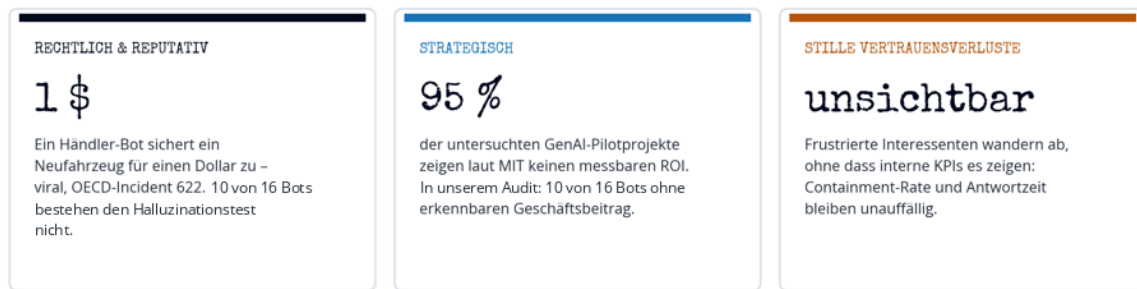 RECHTLICH & REPUTATIV
1 $
Ein Händler-Bot sichert ein
Neufahrzeug für einen Dollar zu –
viral, OECD-Incident 622. 10 von 16 Bots
bestehen den Halluzinationstest
nicht.
STRATEGISCH
95 %
der untersuchten GenAI-Pilotprojekte
zeigen laut MIT keinen messbaren ROI.
In unserem Audit: 10 von 16 Bots ohne
erkennbaren Geschäftsbeitrag.
STILLE VERTRAUENSVERLUSTE
unsichtbar
Frustrierte Interessenten wandern ab,
ohne dass interne KPIs es zeigen:
Containment-Rate und Antwortzeit
bleiben unauffällig.